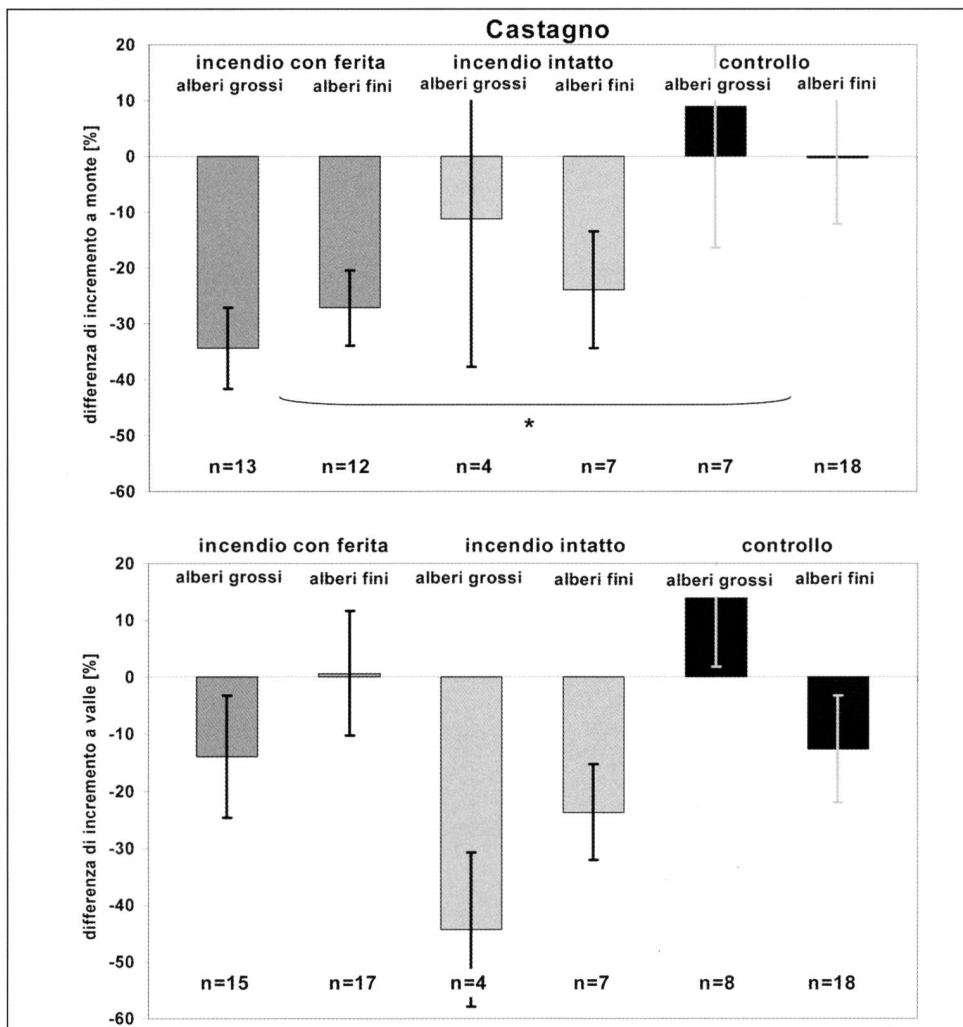 Castagno
incendio con ferita incendio intatto controllo
alberi grossi alberi fini alberi grossi alberi fini alberi grossi alberi fini
differenza di incremento a monte [%]
20
10
0
-10
-20
-30
-40
-50
-60
*
n=13 n=12 n=4 n=7 n=7 n=18
incendio con ferita incendio intatto controllo
alberi grossi alberi fini alberi grossi alberi fini alberi grossi alberi fini
differenza di incremento a valle [%]
20
10
0
-10
-20
-30
-40
-50
-60
n=15 n=17 n=4 n=7 n=8 n=18